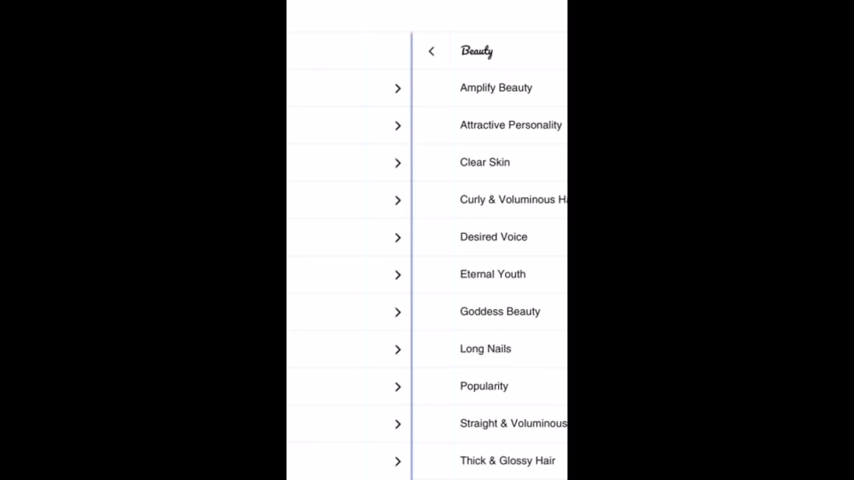 Beauty
Amplify Beauty
Attractive Personality
Clear Skin
Curly & Voluminous
Desired Voice
Eternal Youth
Goddess Beauty
Long Nails
Popularity
Straight & Voluminous
Thick & Glossy Hair